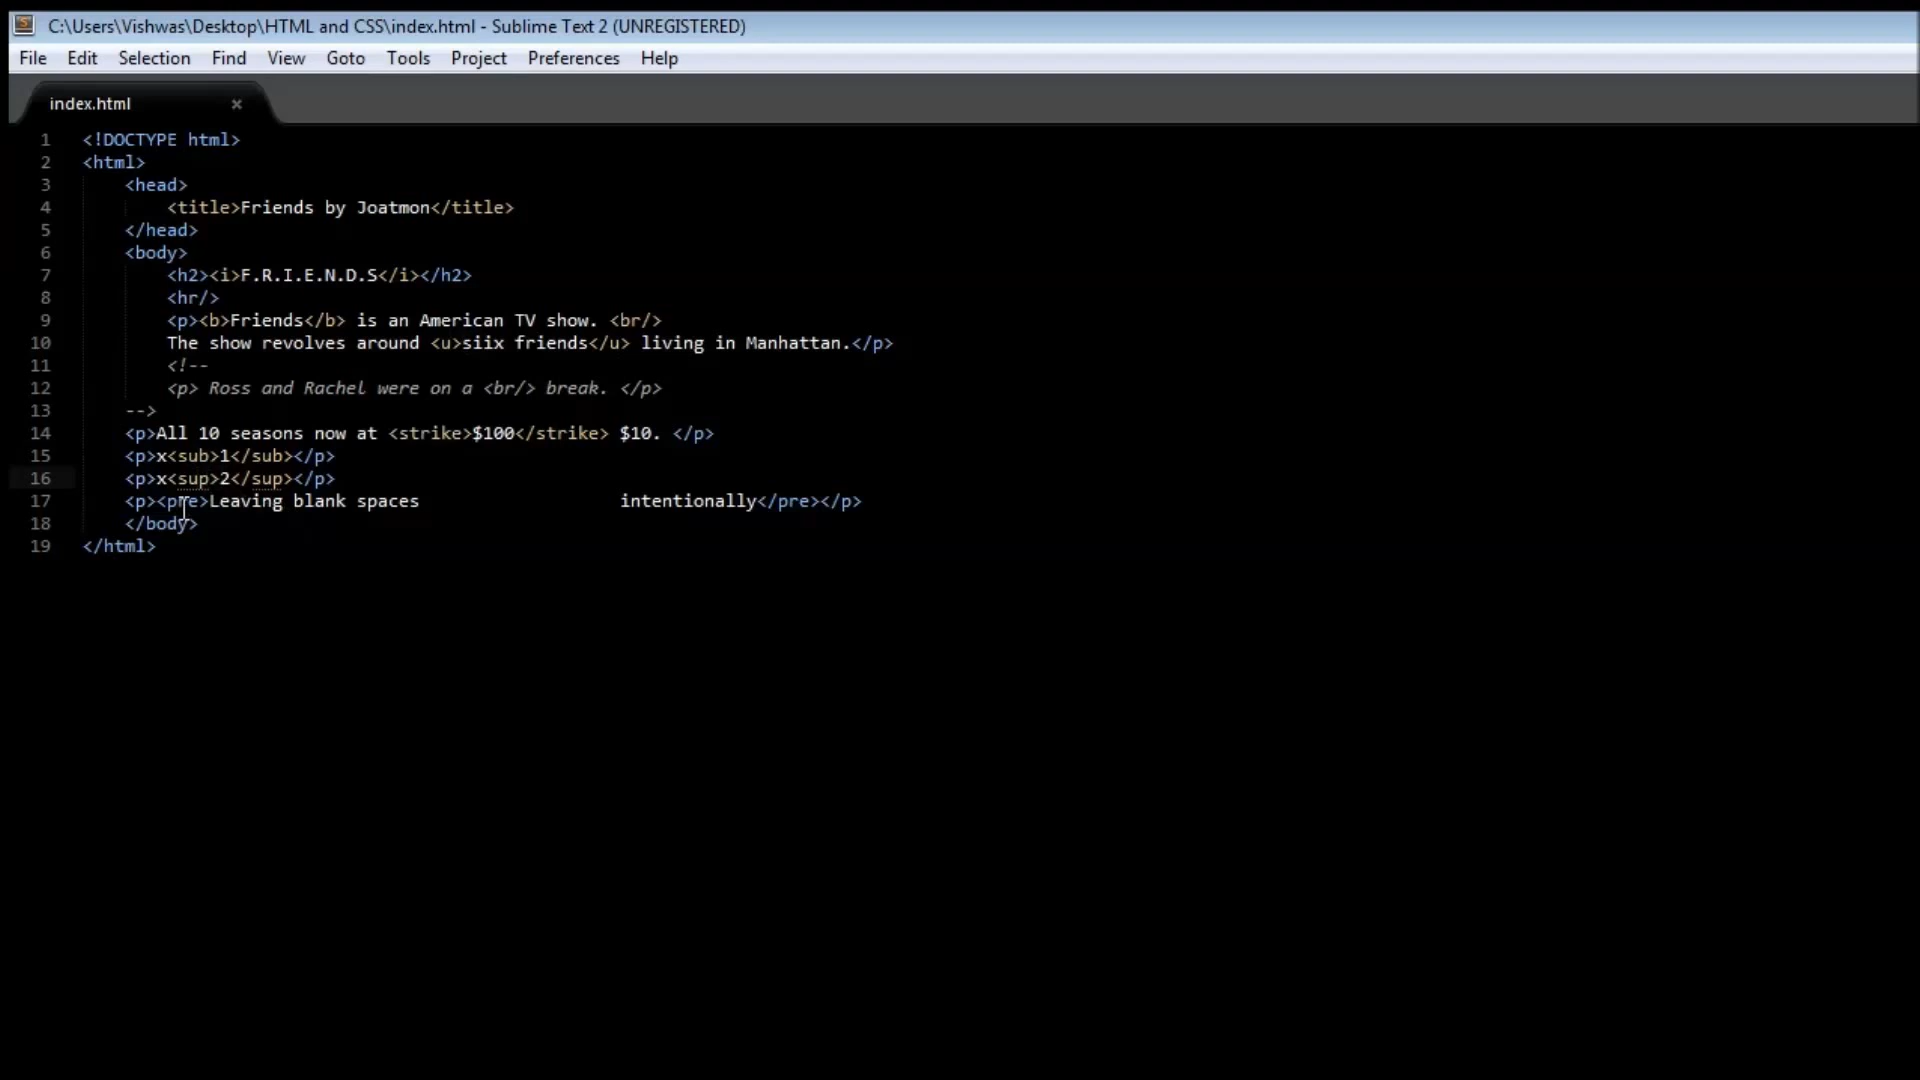 C:\Users\Vishwas\Desktop\HTML and CSS\index.html - Sublime Text 2 (UNREGISTERED)
File Edit Selection Find View Goto Tools Project Preferences Help
index.html ×
1 <!DOCTYPE html>
2 <html>
3 <head>
4 <title>Friends by Joatmon</title>
5 </head>
6 <body>
7 <h2><i>F.R.I.E.N.D.S</i></h2>
8 <hr/>
9 <p><b>Friends</b> is an American TV show. <br/>
10 The show revolves around <u>siix friends</u> living in Manhattan.</p>
11 <!--
12 <p> Ross and Rachel were on a <br/> break. </p>
13 -->
14 <p>All 10 seasons now at <strike>$100</strike> $10. </p>
15 <p>x<sub>1</sub></p>
16 <p>x<sup>2</sup></p>
17 <p><pre>Leaving blank spaces                   intentionally</pre></p>
18 </body>
19 </html>